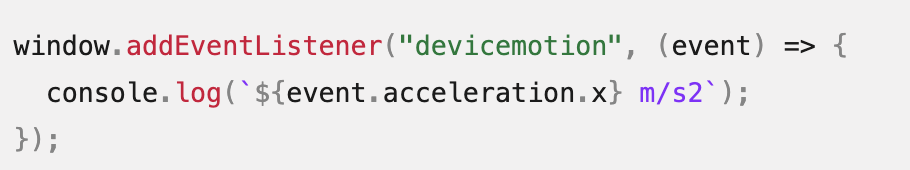 window.addEventListener("devicemotion", (event) => {
  console.log(`${event.acceleration.x} m/s2`);
});